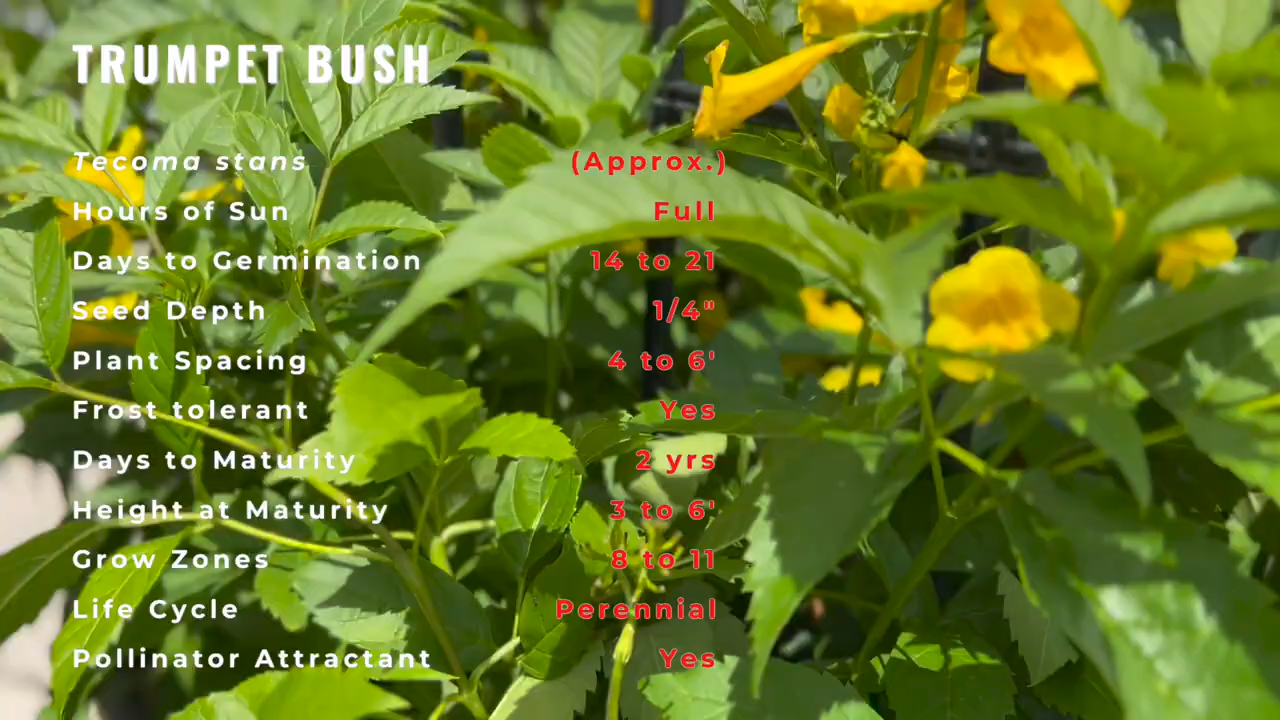 TRUMPET BUSH
Tecoma stans (Approx.)
Hours of Sun Full
Days to Germination 14 to 21
Seed Depth 1/4"
Plant Spacing 4 to 6'
Frost tolerant Yes
Days to Maturity 2 yrs
Height at Maturity 3 to 6'
Grow Zones 8 to 11
Life Cycle Perennial
Pollinator Attractant Yes